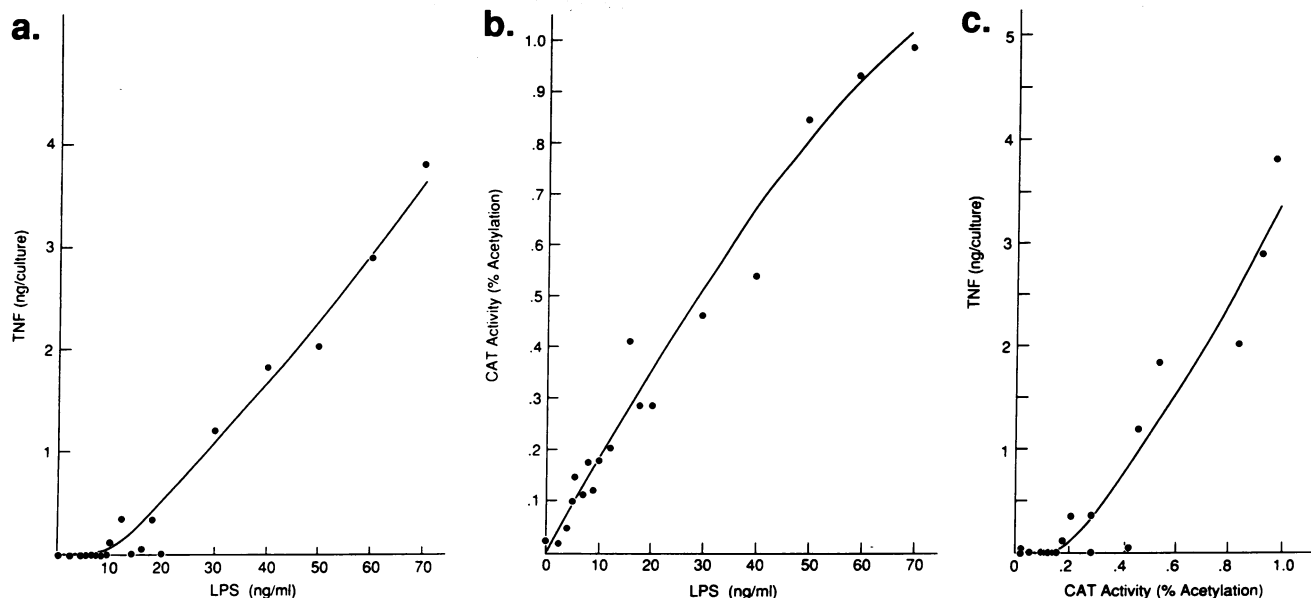 a.
TNF (ng/culture)
4
3
2
1
10 20 30 40 50 60 70
LPS (ng/ml)
b.
CAT Activity (% Acetylation)
1.0
.9
.8
.7
.6
.5
.4
.3
.2
.1
0 10 20 30 40 50 60 70
LPS (ng/ml)
c.
TNF (ng/culture)
5
4
3
2
1
0 .2 .4 .6 .8 1.0
CAT Activity (% Acetylation)